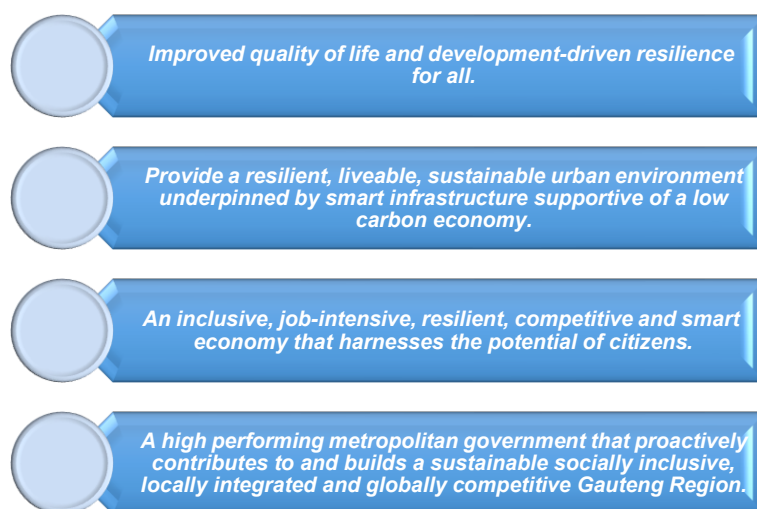 Improved quality of life and development-driven resilience
for all.
Provide a resilient, liveable, sustainable urban environment
underpinned by smart infrastructure supportive of a low
carbon economy.
An inclusive, job-intensive, resilient, competitive and smart
economy that harnesses the potential of citizens.
A high performing metropolitan government that proactively
contributes to and builds a sustainable socially inclusive,
locally integrated and globally competitive Gauteng Region.